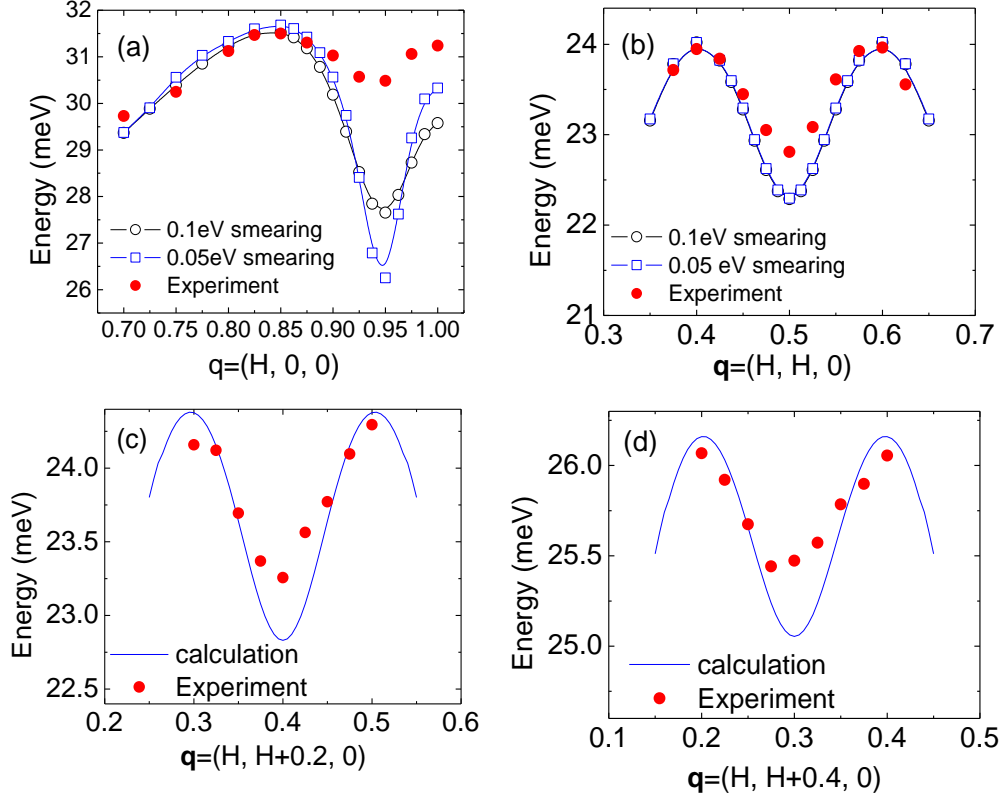 (a)
32
31
30
29
28
27
26
Energy (meV)
0.1eV smearing
0.05eV smearing
Experiment
0.70 0.75 0.80 0.85 0.90 0.95 1.00
q=(H, 0, 0)
(b)
24
23
22
21
Energy (meV)
0.1eV smearing
0.05 eV smearing
Experiment
0.3 0.4 0.5 0.6 0.7
q=(H, H, 0)
(c)
24.0
23.5
23.0
22.5
Energy (meV)
calculation
Experiment
0.2 0.3 0.4 0.5 0.6
q=(H, H+0.2, 0)
(d)
26.0
25.5
25.0
Energy (meV)
calculation
Experiment
0.1 0.2 0.3 0.4 0.5
q=(H, H+0.4, 0)